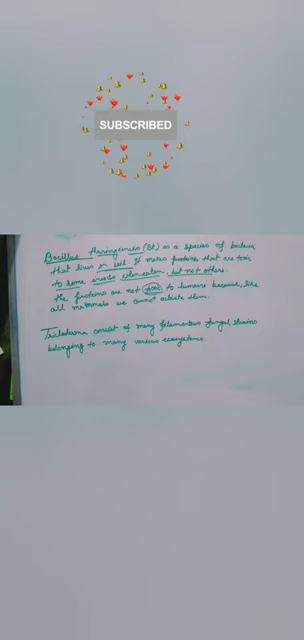 SUBSCRIBED
Bacillus thuringiensis (Bt) is a species of bacteria
that lives in soil. It makes proteins that are toxic
to some insects when eaten, but not others.
The proteins are not toxic to humans because, like
all mammals we cannot activate them.
Trichoderma consist of many filamentous fungal strains
belonging to many various ecosystems.